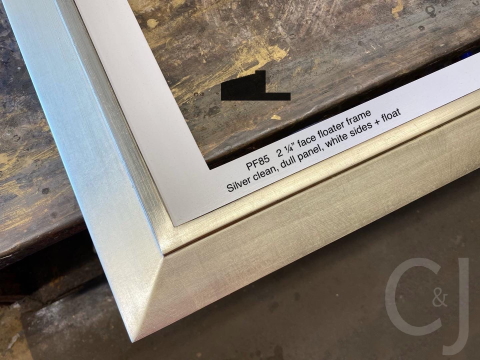 PF85 2 ¼" face floater frame
Silver clean, dull panel, white sides + float
C&J